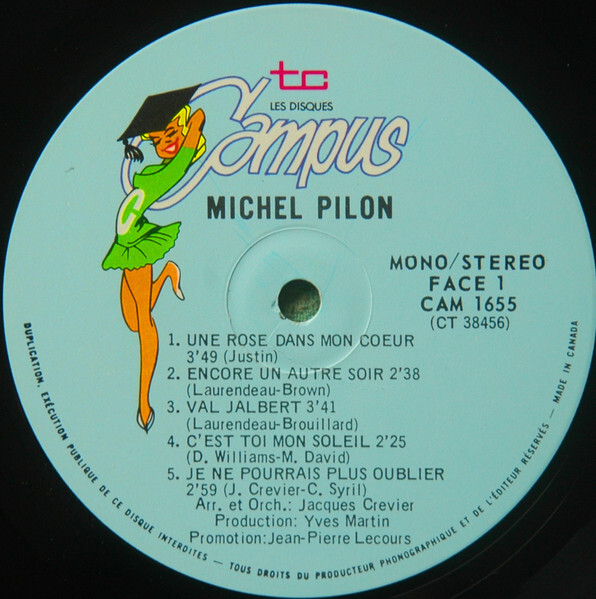 tc
LES DISQUES
Campus
MICHEL PILON
C
MONO/STEREO
FACE 1
CAM 1655
(CT 38456)
1. UNE ROSE DANS MON COEUR
3'49 (Justin)
2. ENCORE UN AUTRE SOIR 2'38
(Laurendeau-Brown)
3. VAL JALBERT 3'41
(Laurendeau-Brouillard)
4. C'EST TOI MON SOLEIL 2'25
(D. Williams-M. David)
5. JE NE POURRAIS PLUS OUBLIER
2'59 (J. Crevier-C. Syril)
Arr. et Orch.: Jacques Crevier
Production: Yves Martin
Promotion:Jean-Pierre Lecours
DUPLICATION, EXÉCUTION PUBLIQUE DE CE DISQUE INTERDITES – TOUS DROITS DU PRODUCTEUR PHONOGRAPHIQUE ET DE L'ÉDITEUR RÉSERVÉS – MADE IN CANADA